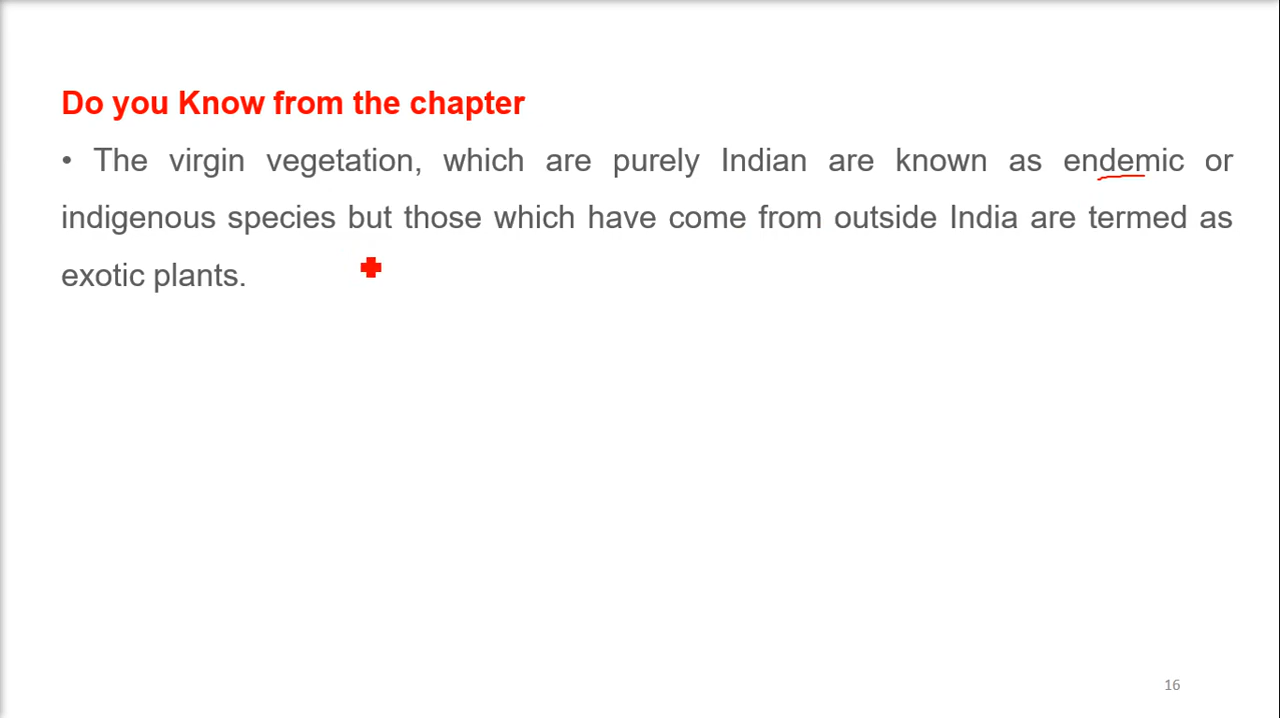 Do you Know from the chapter
• The virgin vegetation, which are purely Indian are known as endemic or
indigenous species but those which have come from outside India are termed as
exotic plants.
16